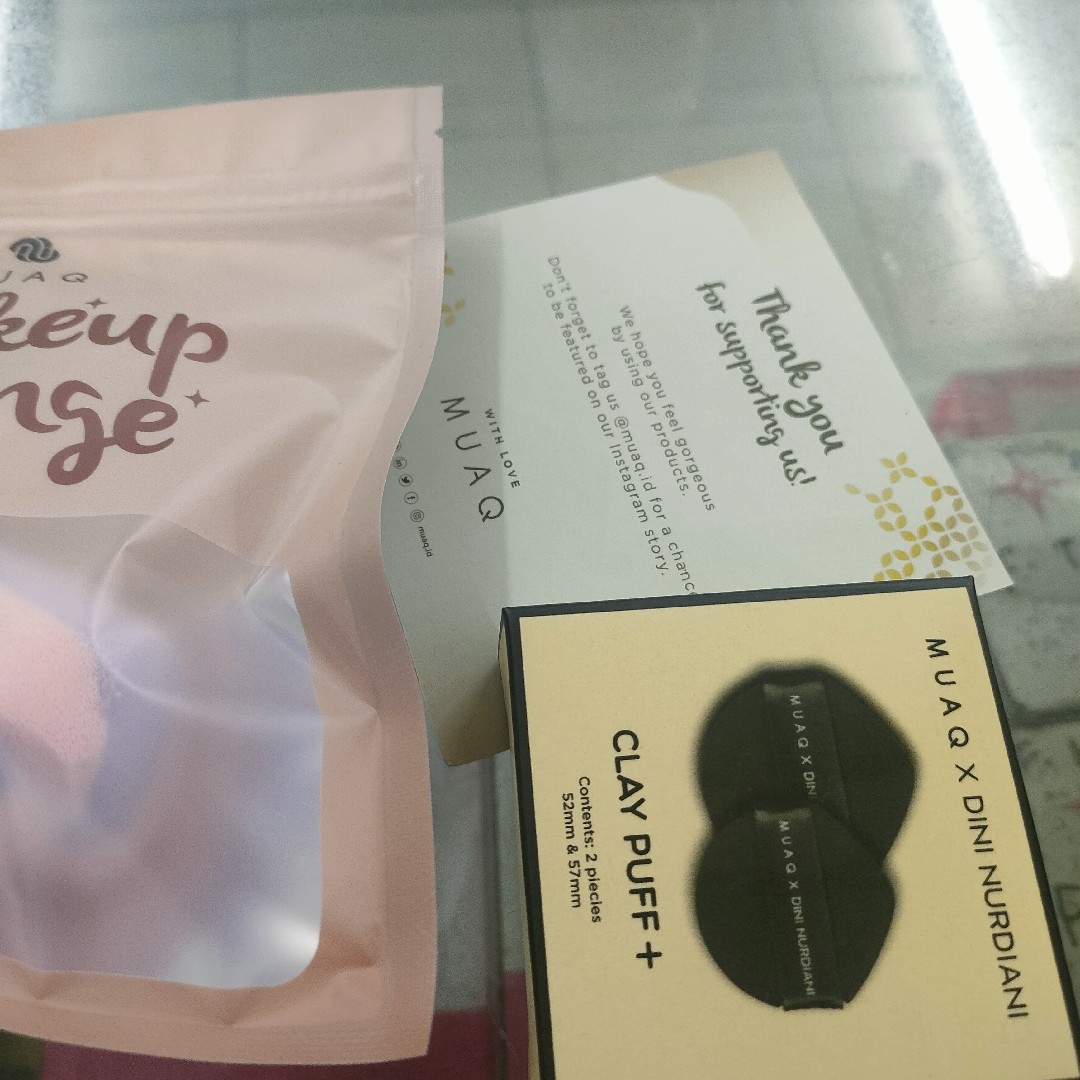 UAQ
keup
nge
Thank you
for supporting us!
We hope you feel gorgeous
by using our products.
Don't forget to tag us @muaq.id for a chanc
to be featured on our Instagram story.
WITH LOVE
MUAQ
muaq.id
MUAQ X DINI NURDIANI
MUAQ X DINI
MUAQ X DINI NURDIANI
CLAY PUFF+
Contents: 2 piecies
52mm & 57mm